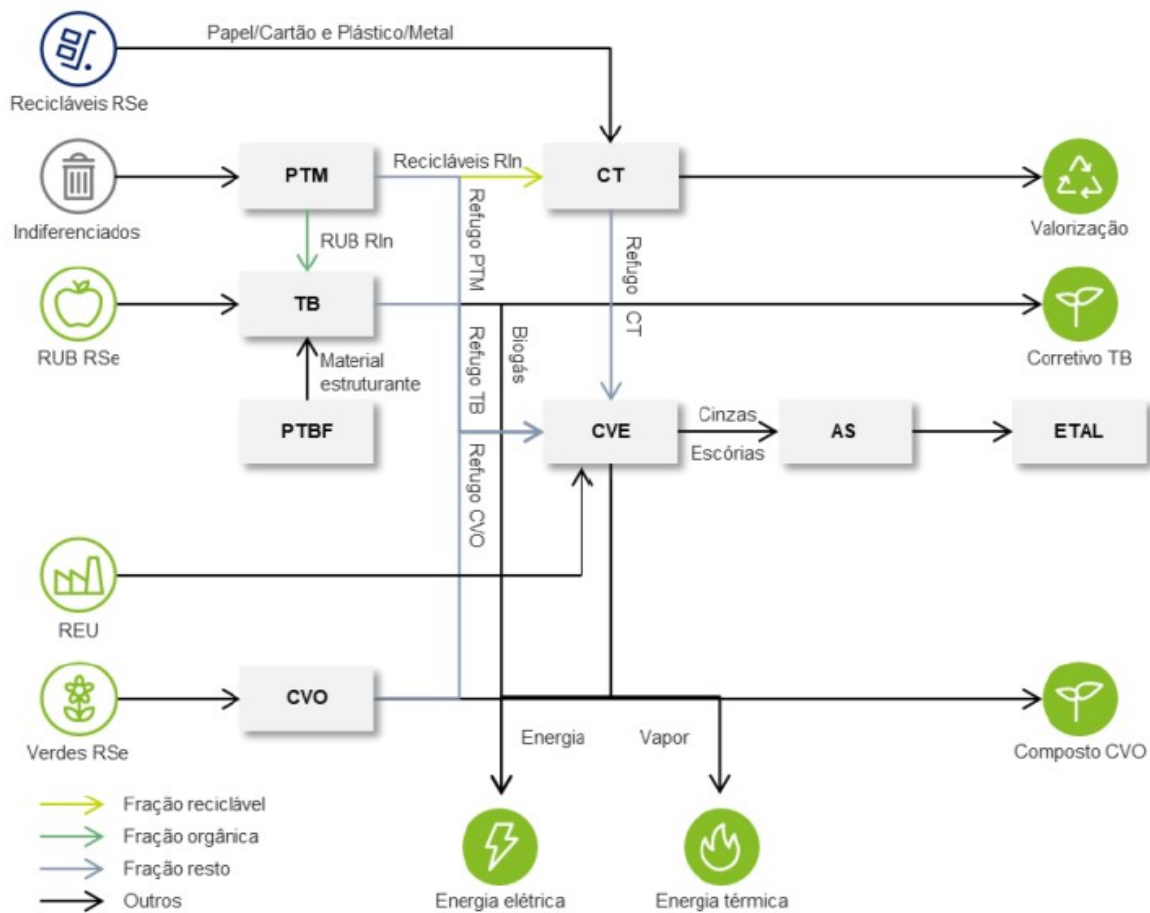 Papel/Cartão e Plástico/Metal
Recicláveis RSe
Indiferenciados
PTM
Recicláveis RIn
CT
Valorização
RUB RIn
Refugo PTM
Refugo CT
RUB RSe
TB
Corretivo TB
Material
estruturante
Refugo TB
Biogás
PTBF
CVE
Cinzas
Escórias
AS
ETAL
Refugo CVO
REU
Verdes RSe
CVO
Composto CVO
Energia
Vapor
Fração reciclável
Fração orgânica
Fração resto
Outros
Energia elétrica
Energia térmica